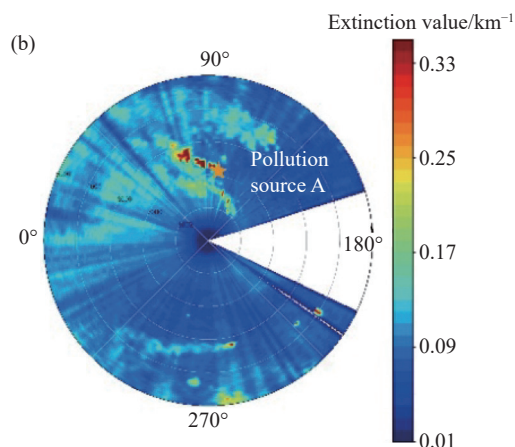 Extinction value/km⁻¹
(b)
90°
0.33
Pollution
source A
0.25
0°
180°
0.17
0.09
270°
0.01